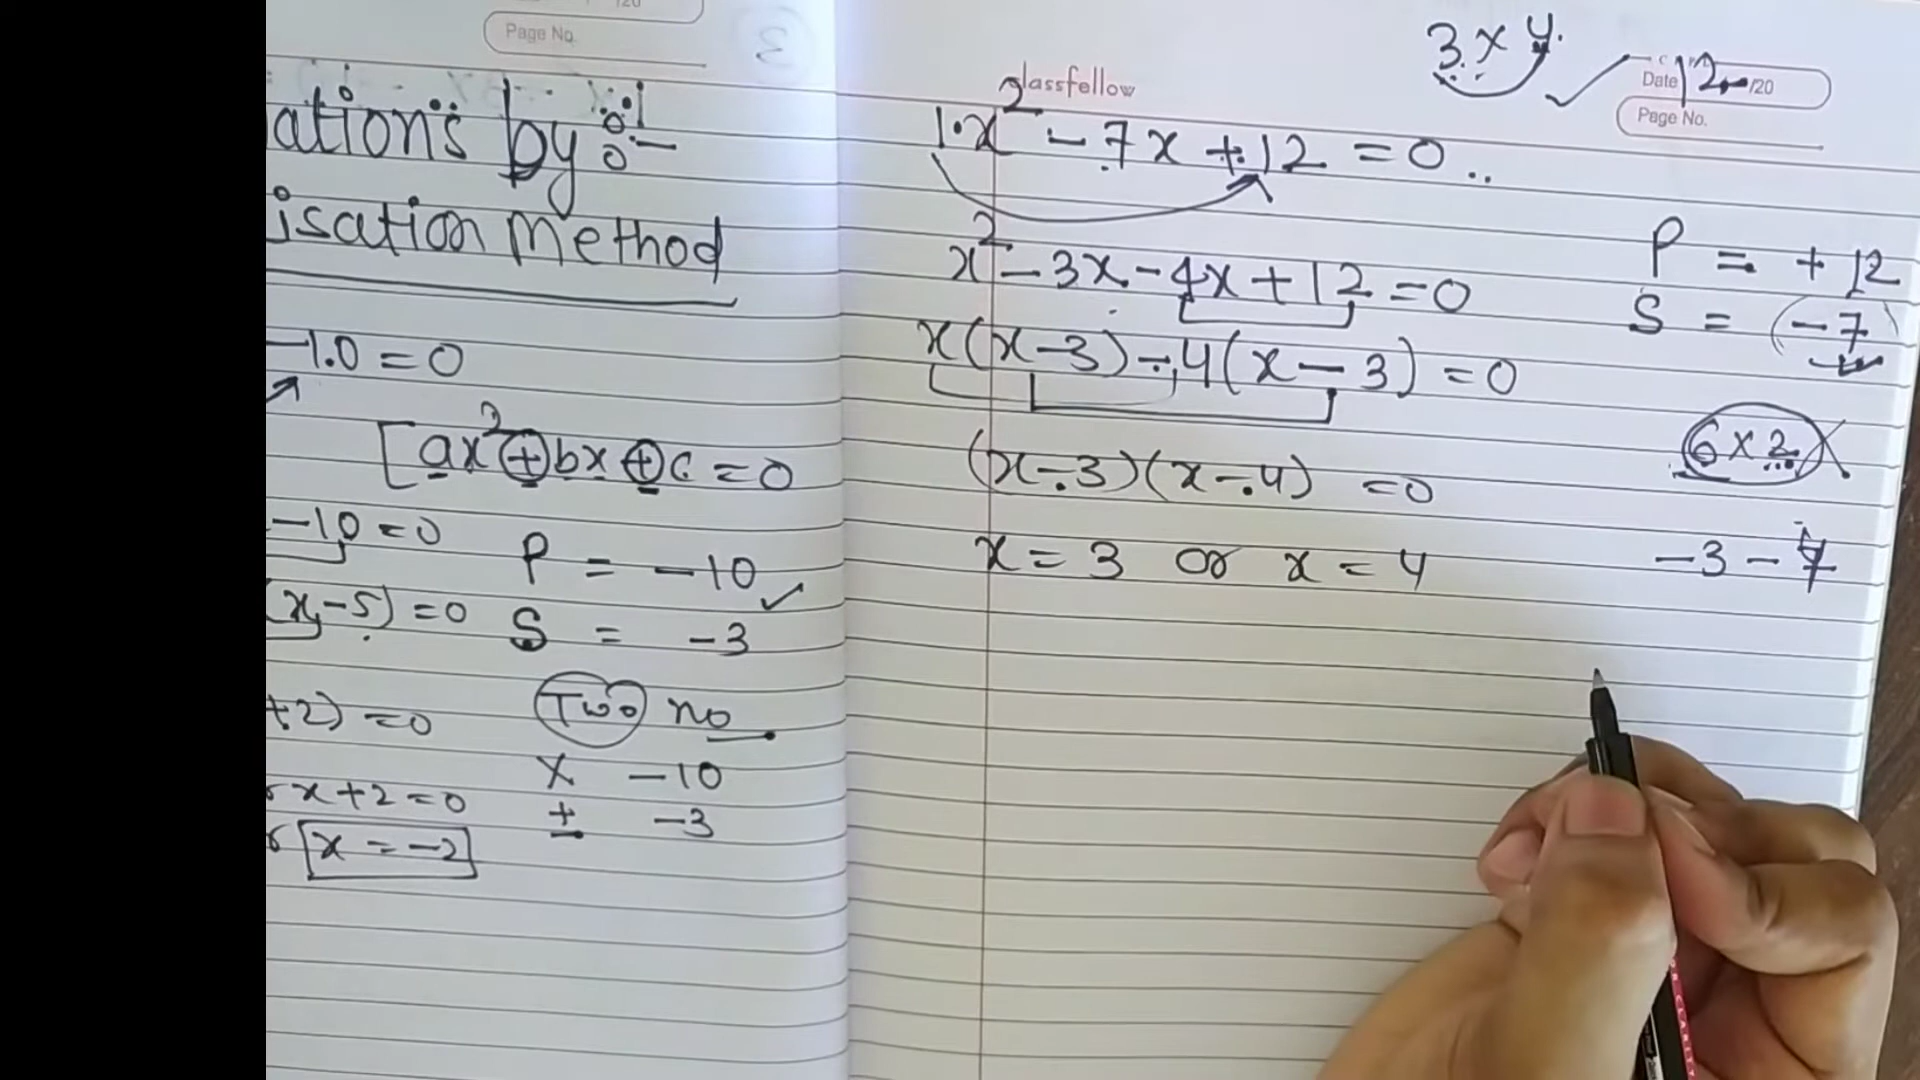 Page No.
ations by :-
isation Method
-1.0 = 0
[ax² + bx + c = 0
-10 = 0
P = -10 ✓
(x-5) = 0
S = -3
Two no
+2) = 0
× -10
x+2 = 0
± -3
x = -2
glassfellow
3 × 4. ✓ 12
Date /20
Page No.
1·x² - 7x + 12 = 0
x² - 3x - 4x + 12 = 0
P = + 12
S = (-7)
x(x-3) - 4(x-3) = 0
6 × 2
(x-3)(x-4) = 0
x = 3 or x = 4
-3 -